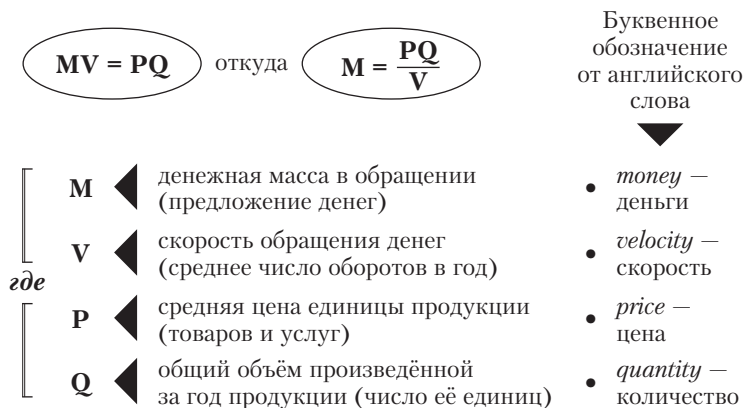 MV = PQ откуда M = PQ/V
Буквенное
обозначение
от английского
слова
где
M денежная масса в обращении • money —
(предложение денег) деньги
V скорость обращения денег • velocity —
(среднее число оборотов в год) скорость
P средняя цена единицы продукции • price —
(товаров и услуг) цена
Q общий объём произведённой • quantity —
за год продукции (число её единиц) количество